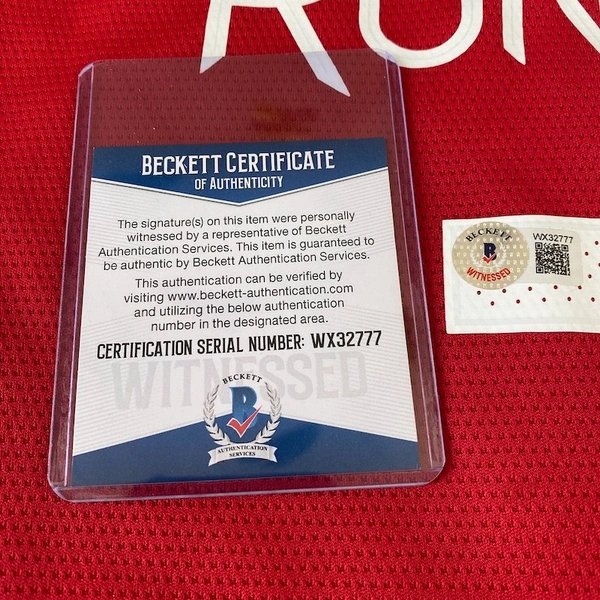 RUN
BECKETT CERTIFICATE
OF AUTHENTICITY
The signature(s) on this item were personally
witnessed by a representative of Beckett
Authentication Services. This item is guaranteed to
be authentic by Beckett Authentication Services.
This authentication can be verified by
visiting www.beckett-authentication.com
and utilizing the below authentication
number in the designated area.
CERTIFICATION SERIAL NUMBER: WX32777
WITNESSED
BECKETT
B
AUTHENTICATION
SERVICES
BECKETT
B
WITNESSED
WX32777